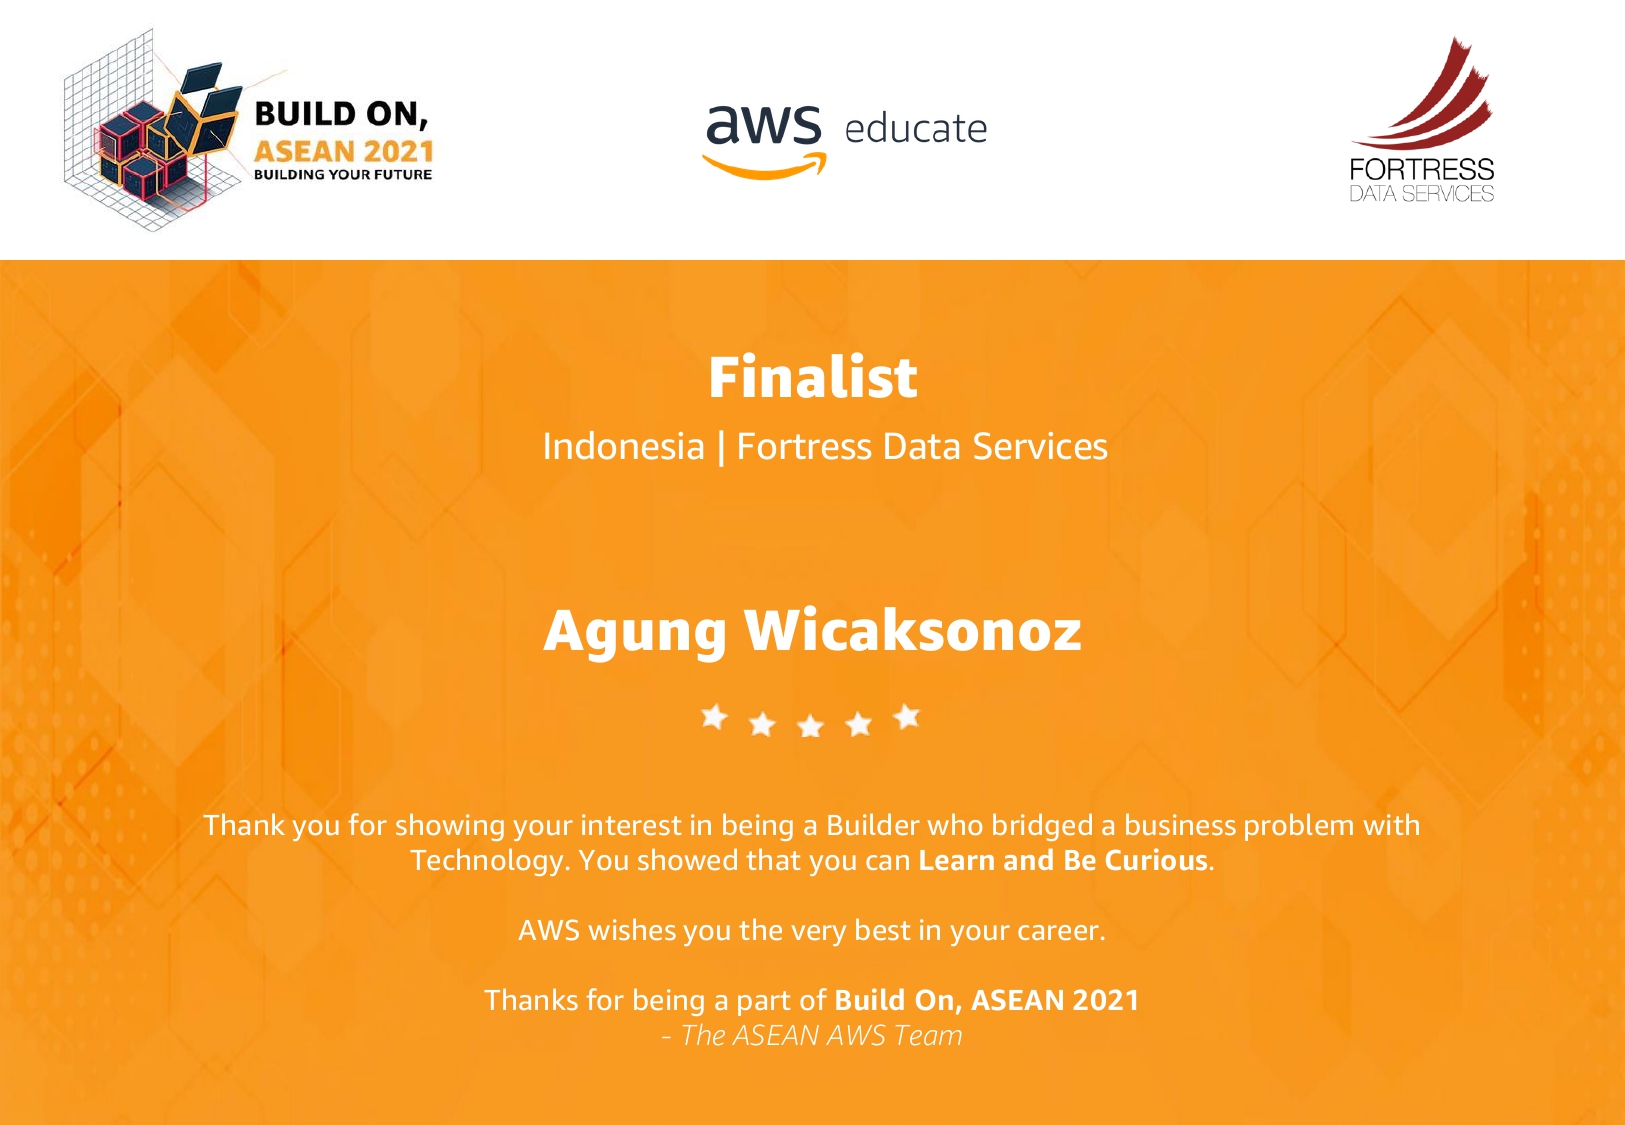 BUILD ON,
ASEAN 2021
BUILDING YOUR FUTURE
aws educate
FORTRESS
DATA SERVICES
Finalist
Indonesia | Fortress Data Services
Agung Wicaksonoz
Thank you for showing your interest in being a Builder who bridged a business problem with
Technology. You showed that you can Learn and Be Curious.
AWS wishes you the very best in your career.
Thanks for being a part of Build On, ASEAN 2021
- The ASEAN AWS Team